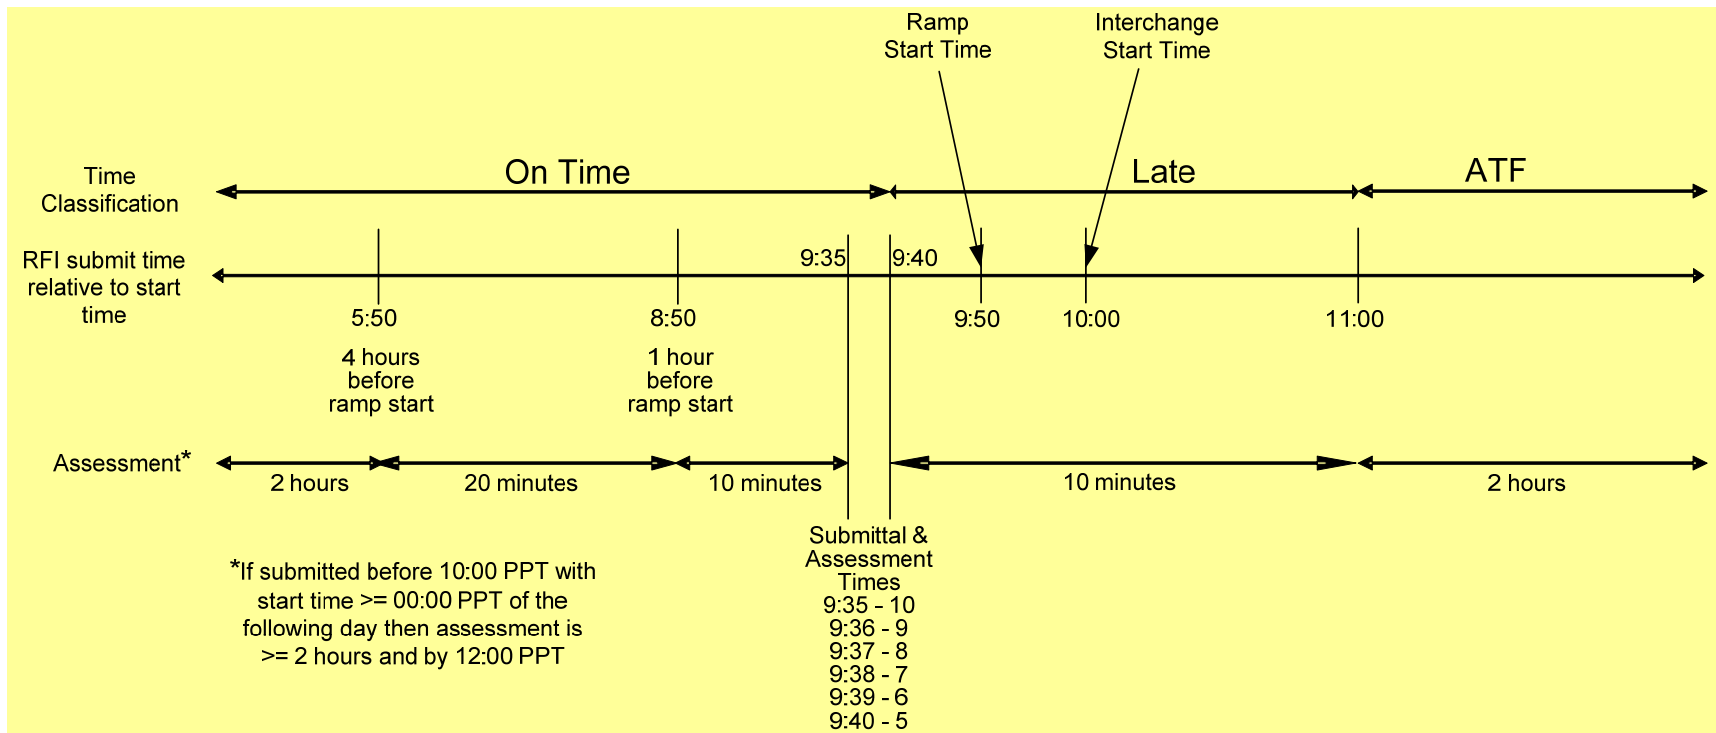 Ramp
Start Time
Interchange
Start Time
Time
Classification
On Time
Late
ATF
RFI submit time
relative to start
time
9:35
9:40
5:50
8:50
9:50
10:00
11:00
4 hours
before
ramp start
1 hour
before
ramp start
Assessment*
2 hours
20 minutes
10 minutes
10 minutes
2 hours
Submittal &
Assessment
Times
9:35 - 10
9:36 - 9
9:37 - 8
9:38 - 7
9:39 - 6
9:40 - 5
*If submitted before 10:00 PPT with
start time >= 00:00 PPT of the
following day then assessment is
>= 2 hours and by 12:00 PPT